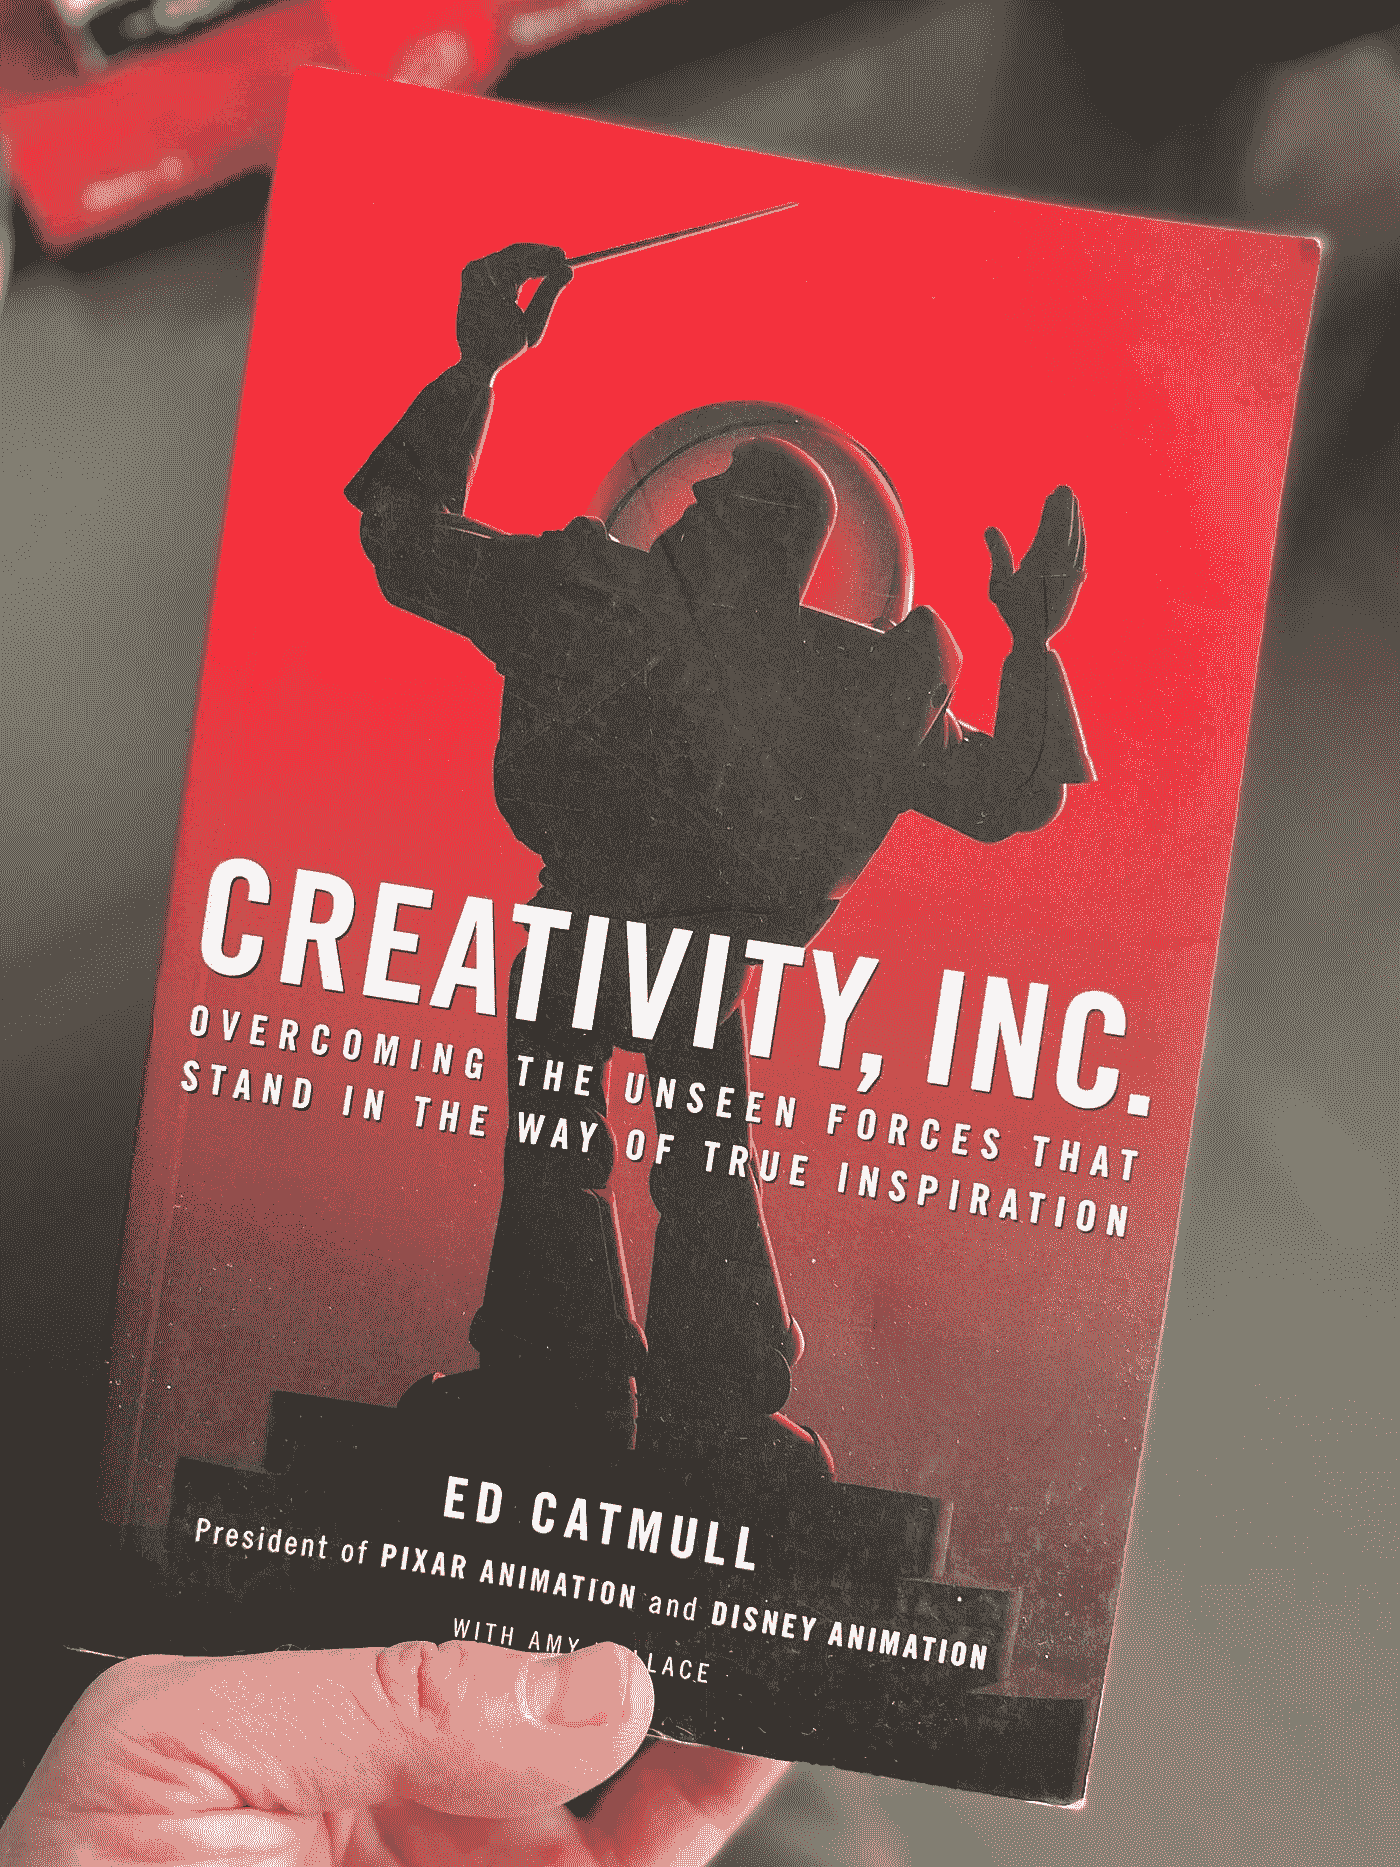 CREATIVITY, INC.
OVERCOMING THE UNSEEN FORCES THAT
STAND IN THE WAY OF TRUE INSPIRATION
ED CATMULL
President of PIXAR ANIMATION and DISNEY ANIMATION
WITH AMY